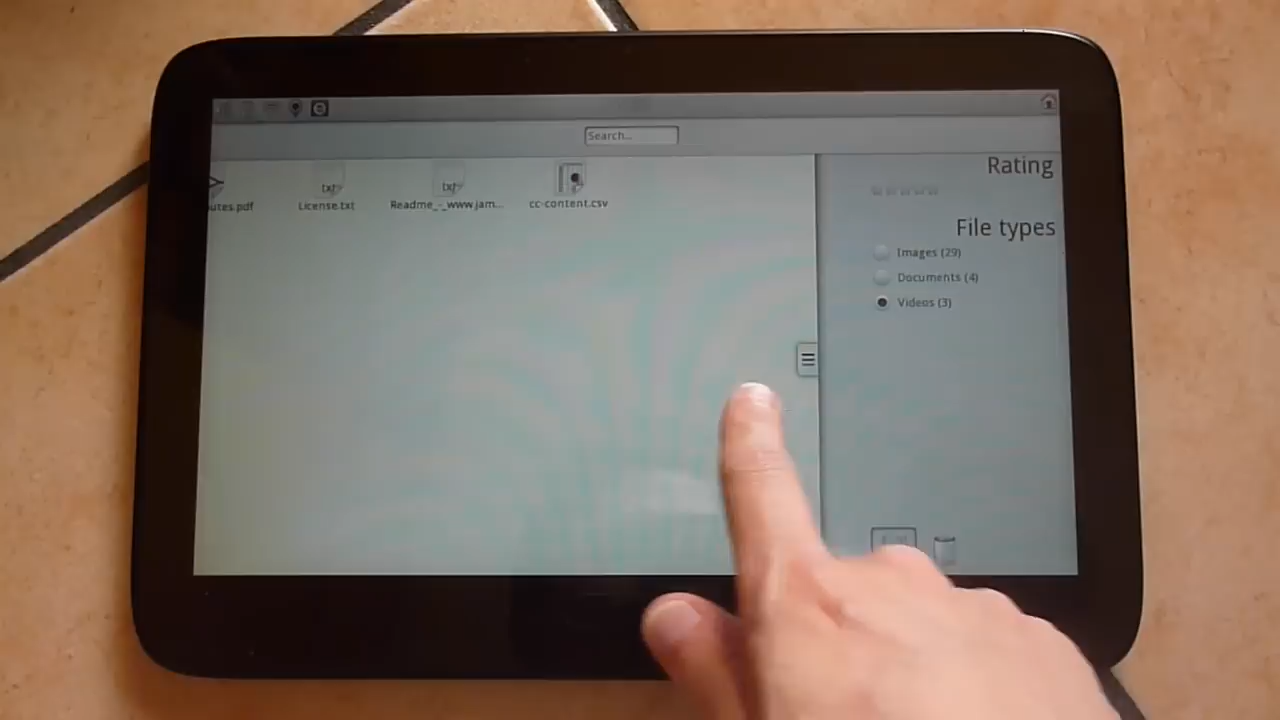 Search...
Rating
utes.pdf
License.txt
Readme_-_www.jam...
cc-content.csv
File types
Images (29)
Documents (4)
Videos (3)